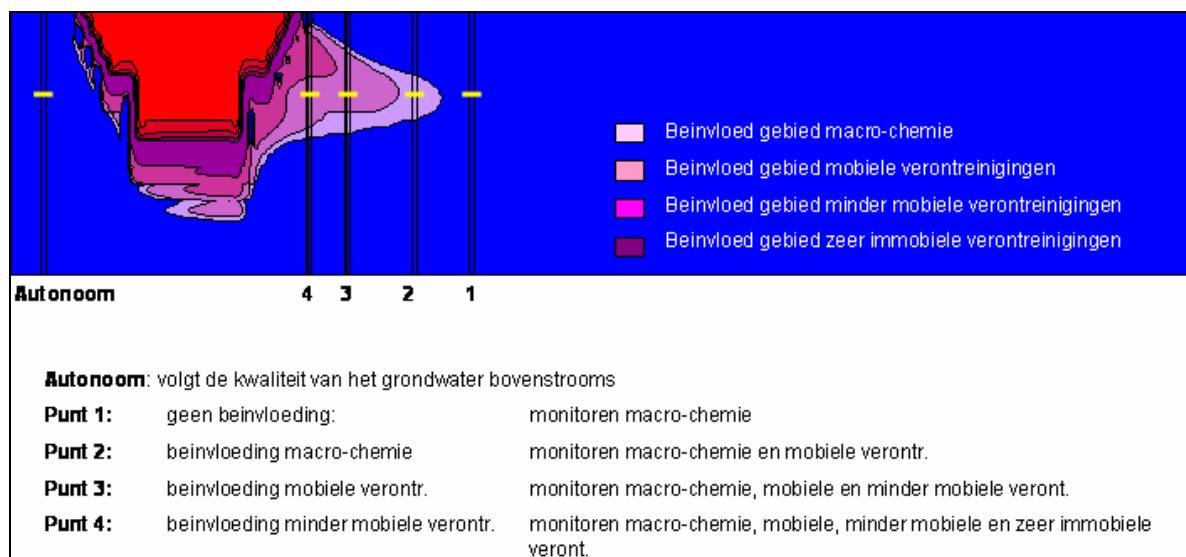 Beinvloed gebied macro-chemie
Beinvloed gebied mobiele verontreinigingen
Beinvloed gebied minder mobiele verontreinigingen
Beinvloed gebied zeer immobiele verontreinigingen
Autonoom 4 3 2 1
Autonoom: volgt de kwaliteit van het grondwater bovenstrooms
Punt 1: geen beinvloeding: monitoren macro-chemie
Punt 2: beinvloeding macro-chemie monitoren macro-chemie en mobiele verontr.
Punt 3: beinvloeding mobiele verontr. monitoren macro-chemie, mobiele en minder mobiele veront.
Punt 4: beinvloeding minder mobiele verontr. monitoren macro-chemie, mobiele, minder mobiele en zeer immobiele
veront.